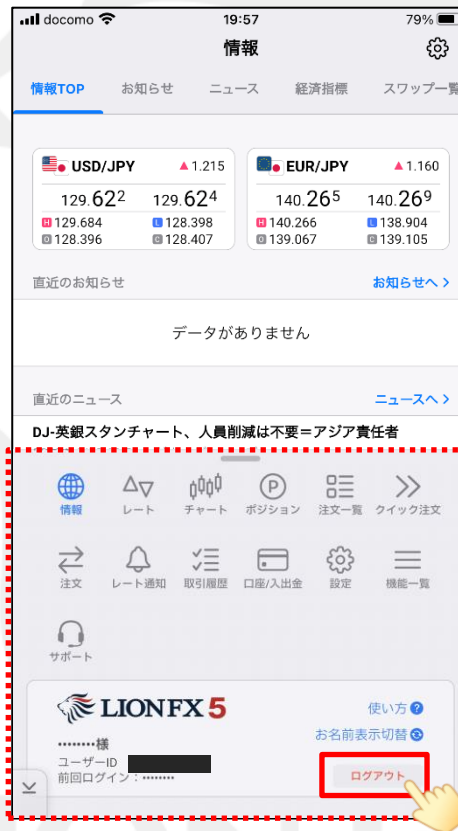 docomo 19:57 79%
情報
情報TOP お知らせ ニュース 経済指標 スワップ一覧
USD/JPY ▲1.215
129.622 129.624
H 129.684 L 128.398
O 128.396 C 128.407
EUR/JPY ▲1.160
140.265 140.269
H 140.266 L 138.904
O 139.067 C 139.105
直近のお知らせ お知らせへ
データがありません
直近のニュース ニュースへ
DJ-英銀スタンチャート、人員削減は不要＝アジア責任者
情報 レート チャート ポジション 注文一覧 クイック注文
注文 レート通知 取引履歴 口座/入出金 設定 機能一覧
サポート
LION FX 5
使い方 ?
お名前表示切替
••••••••様
ユーザーID
前回ログイン：••••••••
ログアウト